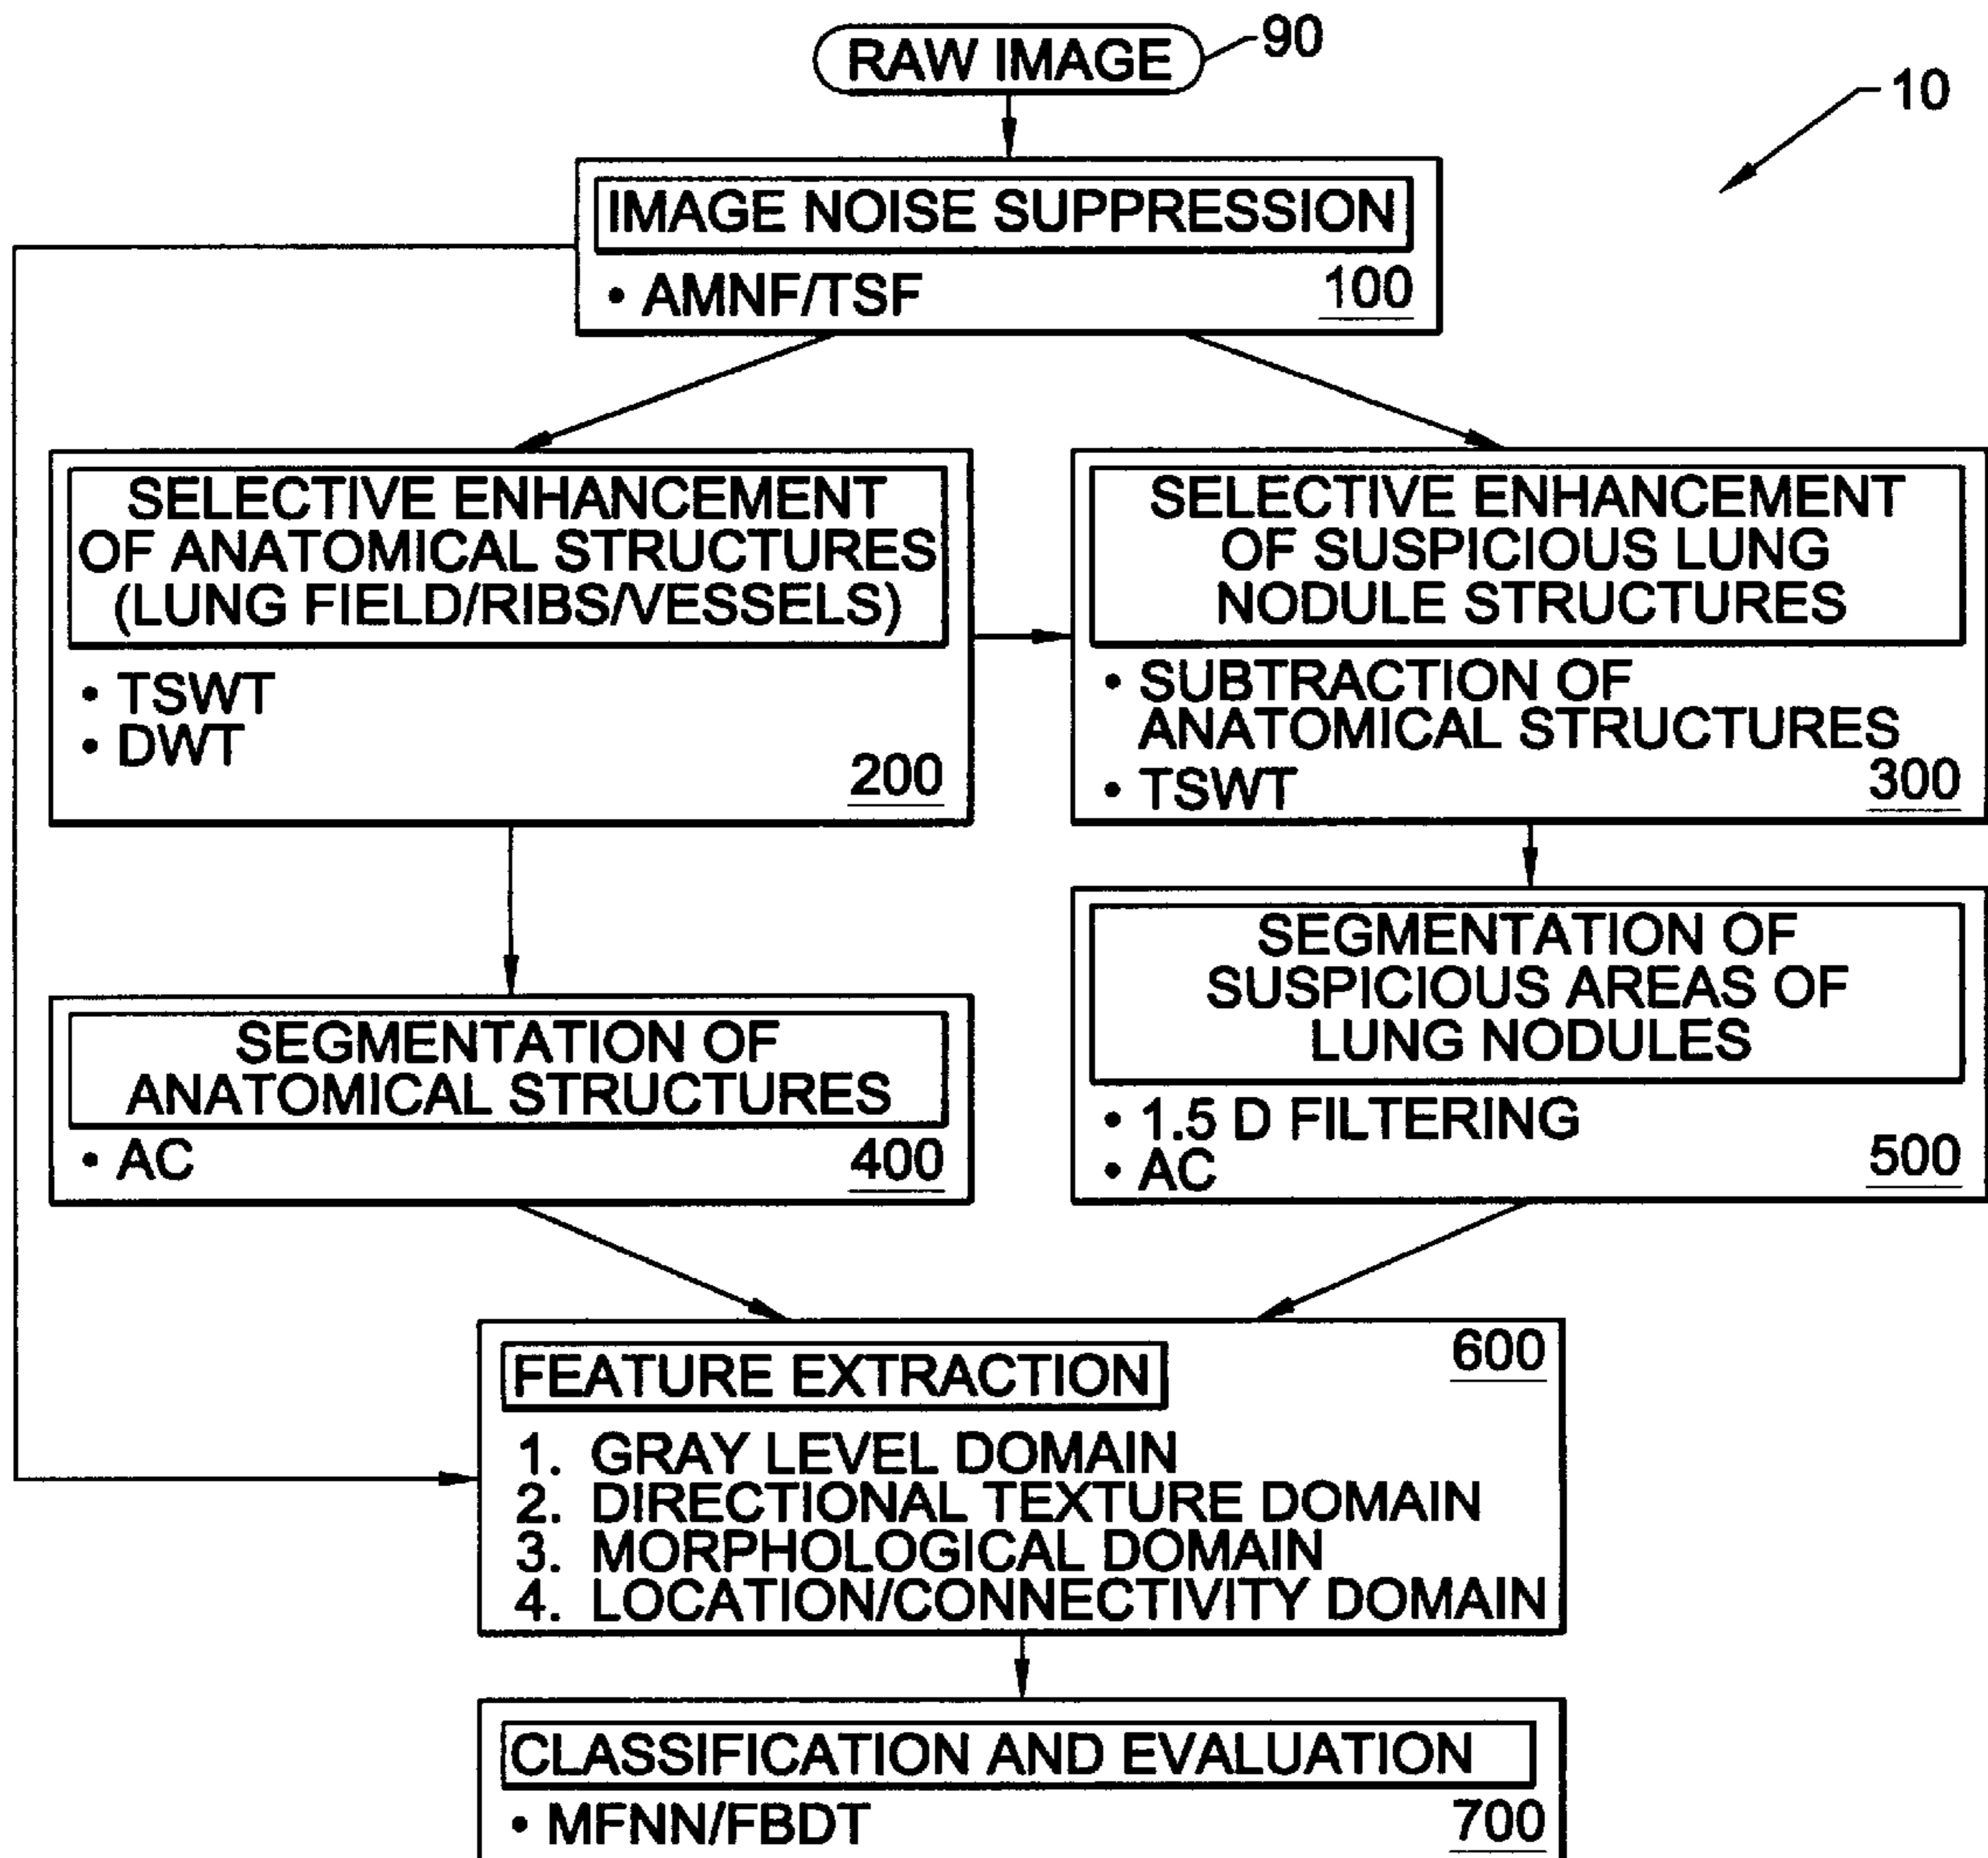 RAW IMAGE
90
10
IMAGE NOISE SUPPRESSION
• AMNF/TSF
100
SELECTIVE ENHANCEMENT
OF ANATOMICAL STRUCTURES
(LUNG FIELD/RIBS/VESSELS)
• TSWT
• DWT
200
SELECTIVE ENHANCEMENT
OF SUSPICIOUS LUNG
NODULE STRUCTURES
• SUBTRACTION OF
ANATOMICAL STRUCTURES
• TSWT
300
SEGMENTATION OF
ANATOMICAL STRUCTURES
• AC
400
SEGMENTATION OF
SUSPICIOUS AREAS OF
LUNG NODULES
• 1.5 D FILTERING
• AC
500
FEATURE EXTRACTION
600
1. GRAY LEVEL DOMAIN
2. DIRECTIONAL TEXTURE DOMAIN
3. MORPHOLOGICAL DOMAIN
4. LOCATION/CONNECTIVITY DOMAIN
CLASSIFICATION AND EVALUATION
• MFNN/FBDT
700